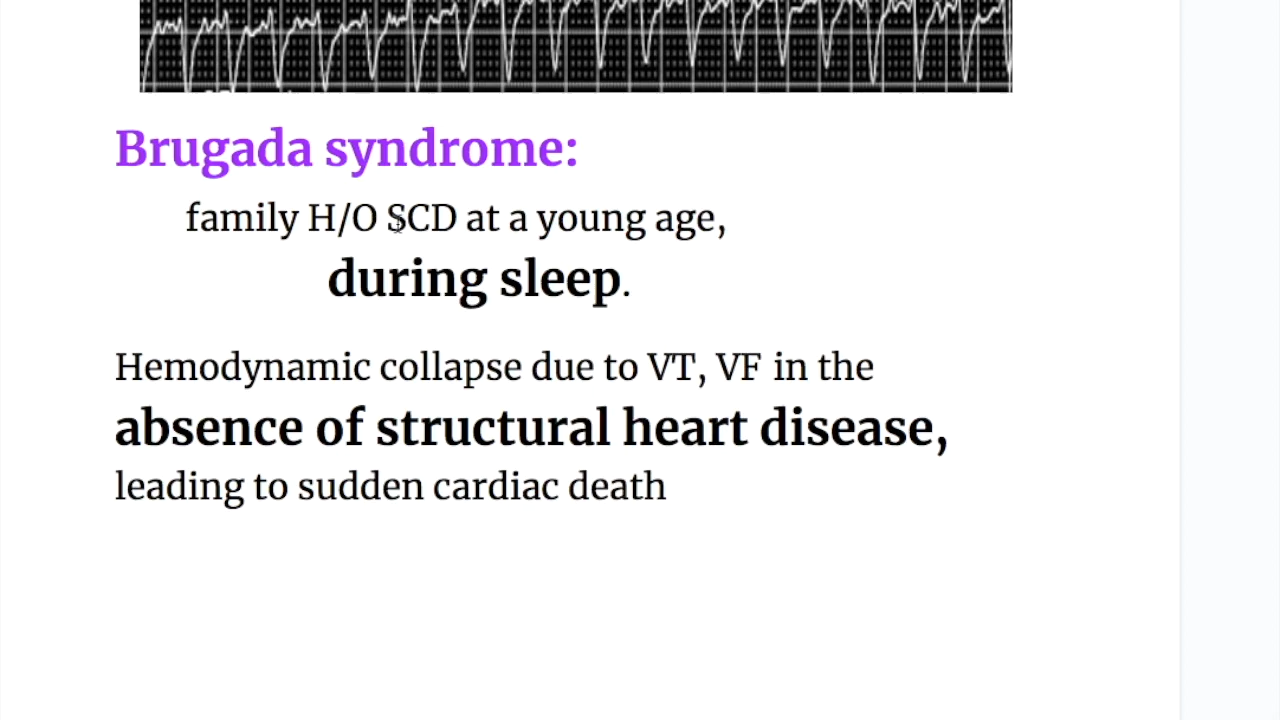 Brugada syndrome:
family H/O SCD at a young age,
during sleep.
Hemodynamic collapse due to VT, VF in the
absence of structural heart disease,
leading to sudden cardiac death